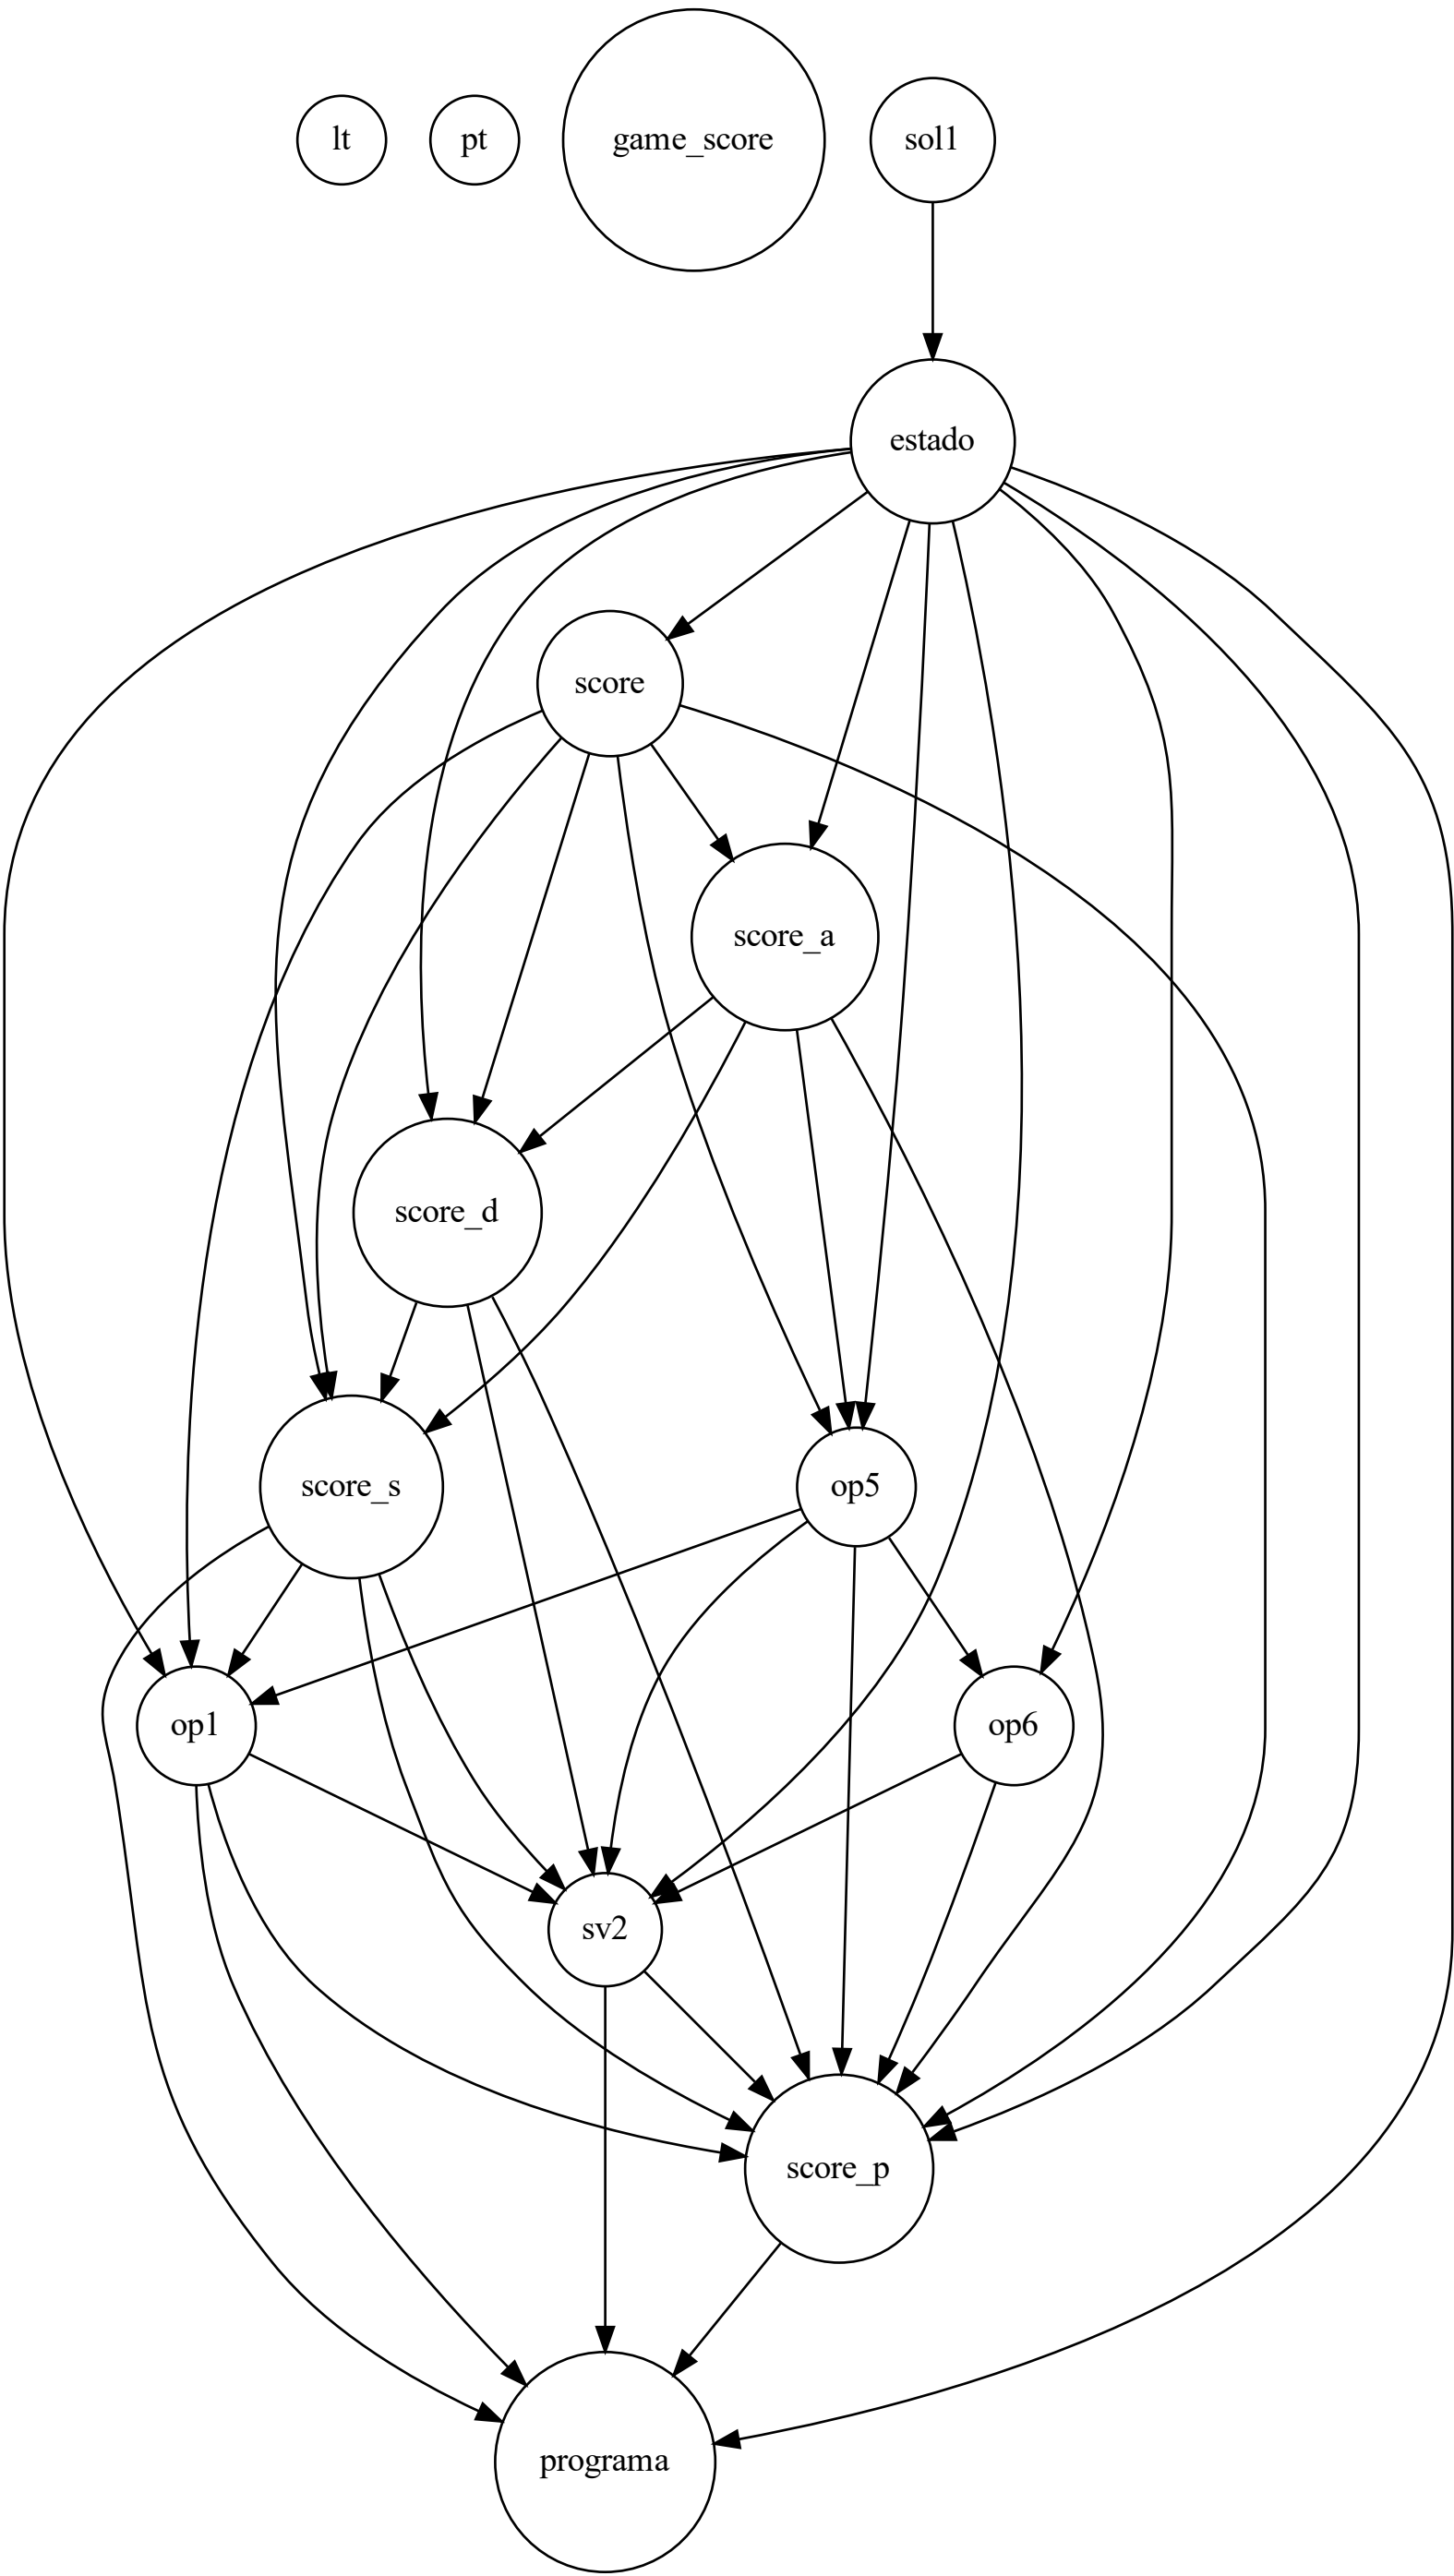 lt
pt
game_score
sol1
estado
score
score_a
score_d
score_s
op5
op1
op6
sv2
score_p
programa